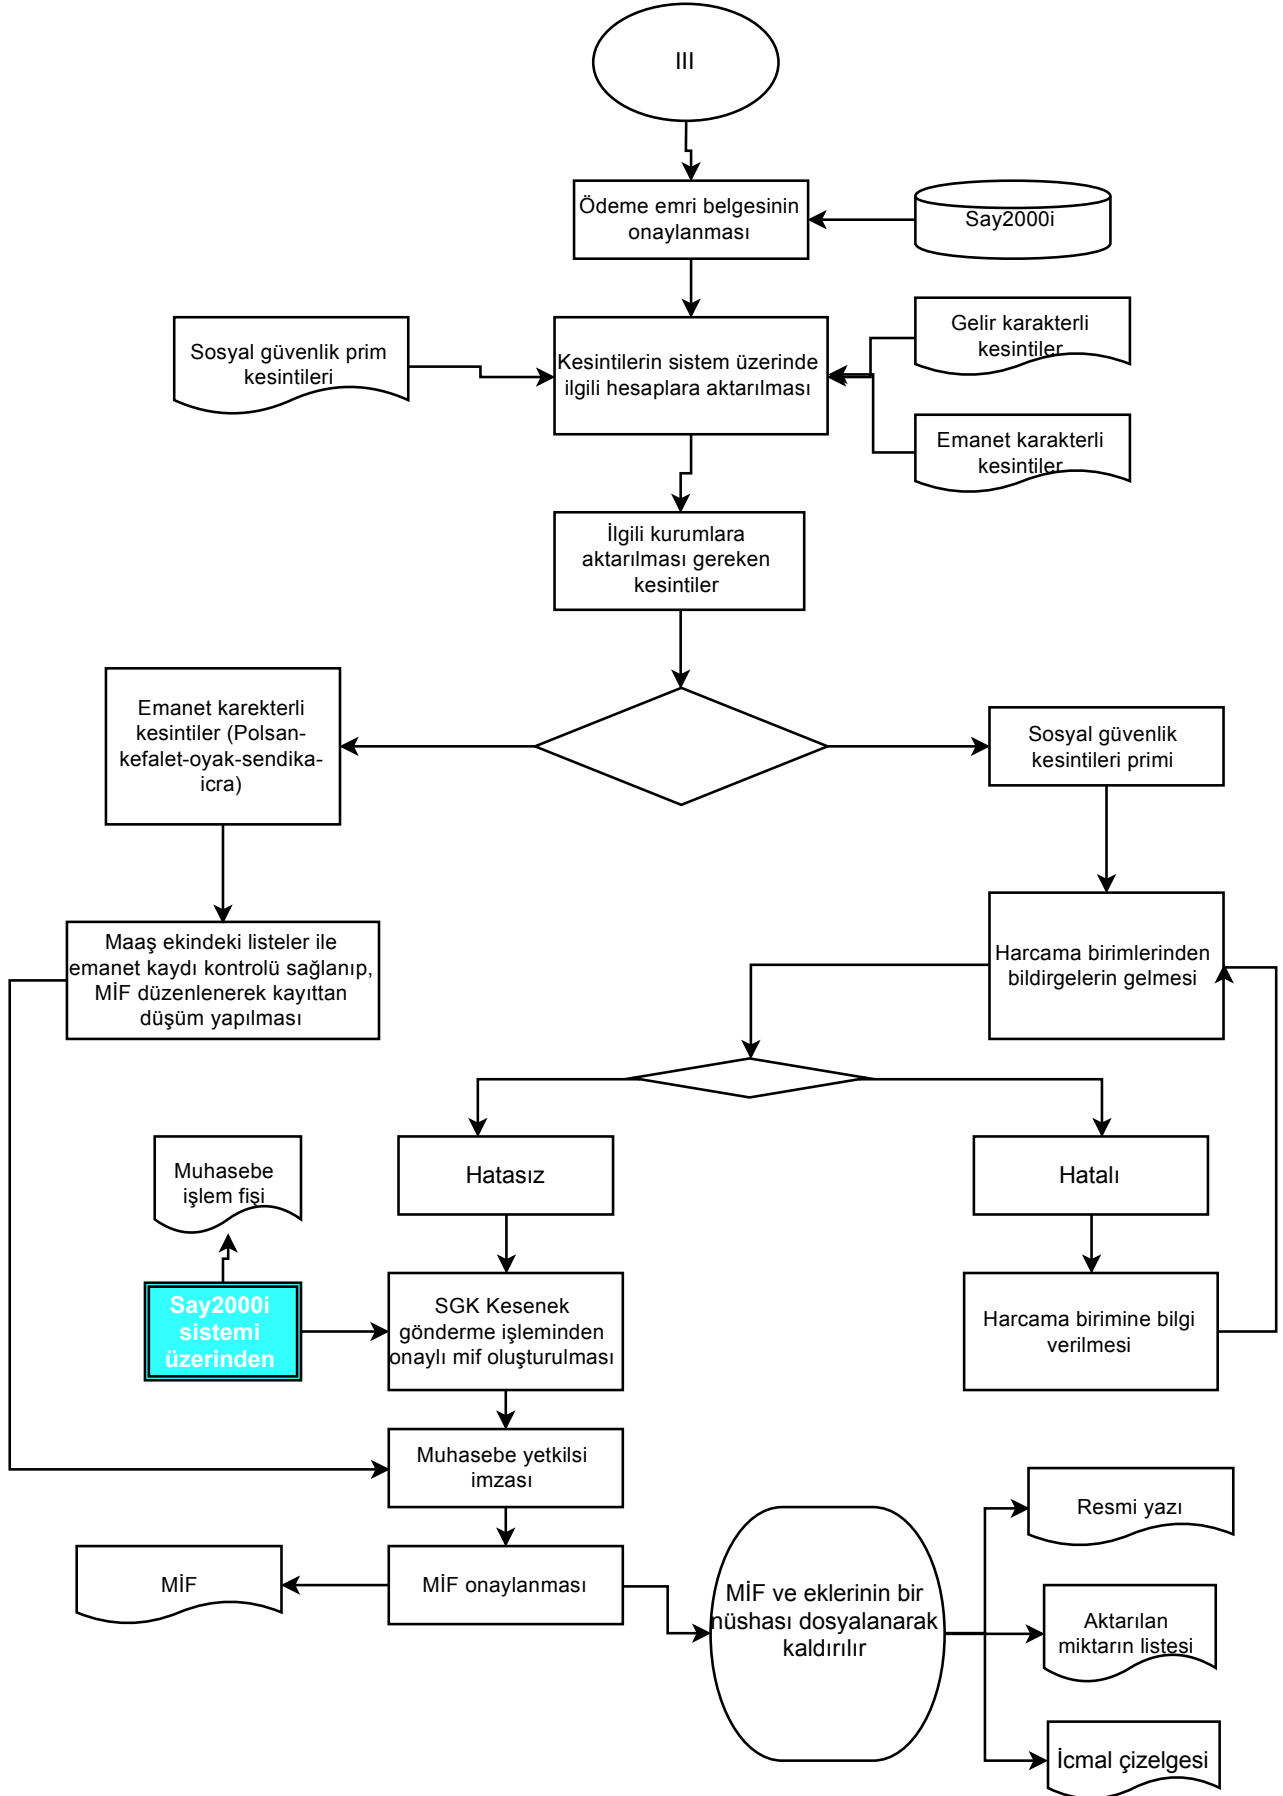 III
Ödeme emri belgesinin
onaylanması
Say2000i
Sosyal güvenlik prim
kesintileri
Kesintilerin sistem üzerinde
ilgili hesaplara aktarılması
Gelir karakterli
kesintiler
Emanet karakterli
kesintiler
İlgili kurumlara
aktarılması gereken
kesintiler
Emanet karekterli
kesintiler (Polsan-
kefalet-oyak-sendika-
icra)
Sosyal güvenlik
kesintileri primi
Maaş ekindeki listeler ile
emanet kaydı kontrolü sağlanıp,
MİF düzenlenerek kayıttan
düşüm yapılması
Harcama birimlerinden
bildirgelerin gelmesi
Muhasebe
işlem fişi
Hatasız
Hatalı
Say2000i
sistemi
üzerinden
SGK Kesenek
gönderme işleminden
onaylı mif oluşturulması
Harcama birimine bilgi
verilmesi
Muhasebe yetkilsi
imzası
MİF
MİF onaylanması
MİF ve eklerinin bir
nüshası dosyalanarak
kaldırılır
Resmi yazı
Aktarılan
miktarın listesi
İcmal çizelgesi